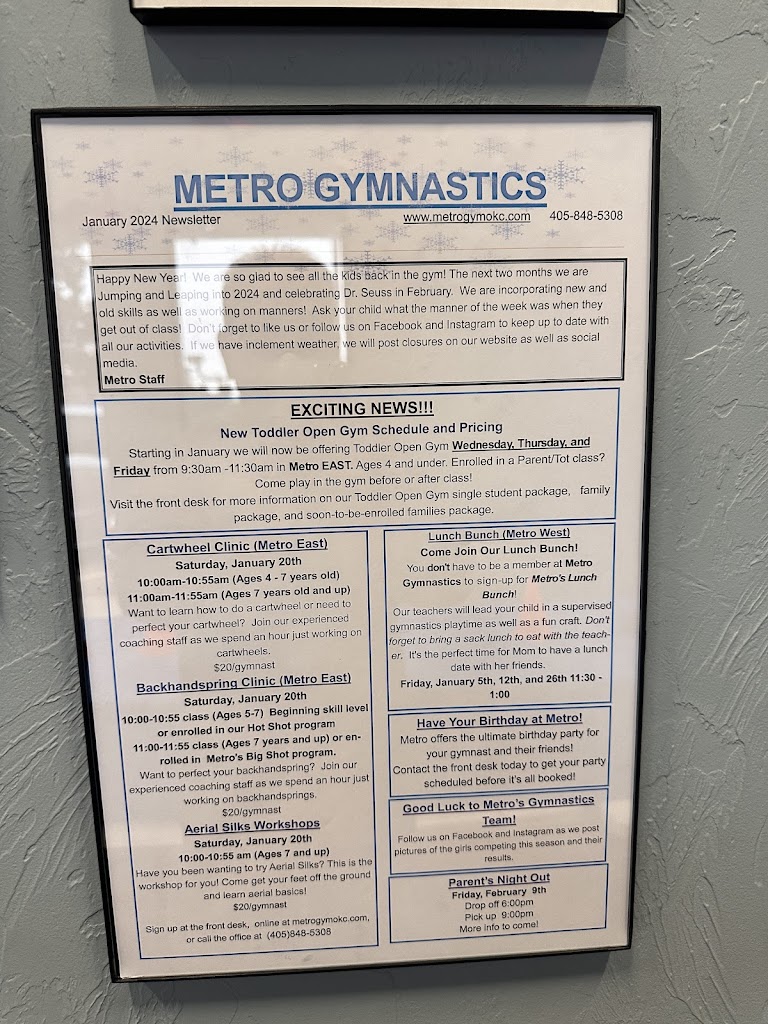 METRO GYMNASTICS
January 2024 Newsletter www.metrogymokc.com 405-848-5308
Happy New Year! We are so glad to see all the kids back in the gym! The next two months we are
Jumping and Leaping into 2024 and celebrating Dr. Seuss in February. We are incorporating new and
old skills as well as working on manners! Ask your child what the manner of the week was when they
get out of class! Don't forget to like us or follow us on Facebook and Instagram to keep up to date with
all our activities. If we have inclement weather, we will post closures on our website as well as social
media.
Metro Staff
EXCITING NEWS!!!
New Toddler Open Gym Schedule and Pricing
Starting in January we will now be offering Toddler Open Gym Wednesday, Thursday, and
Friday from 9:30am -11:30am in Metro EAST. Ages 4 and under. Enrolled in a Parent/Tot class?
Come play in the gym before or after class!
Visit the front desk for more information on our Toddler Open Gym single student package, family
package, and soon-to-be-enrolled families package.
Cartwheel Clinic (Metro East)
Saturday, January 20th
10:00am-10:55am (Ages 4 - 7 years old)
11:00am-11:55am (Ages 7 years old and up)
Want to learn how to do a cartwheel or need to
perfect your cartwheel? Join our experienced
coaching staff as we spend an hour just working on
cartwheels.
$20/gymnast
Backhandspring Clinic (Metro East)
Saturday, January 20th
10:00-10:55 class (Ages 5-7) Beginning skill level
or enrolled in our Hot Shot program
11:00-11:55 class (Ages 7 years and up) or en-
rolled in Metro's Big Shot program.
Want to perfect your backhandspring? Join our
experienced coaching staff as we spend an hour just
working on backhandsprings.
$20/gymnast
Aerial Silks Workshops
Saturday, January 20th
10:00-10:55 am (Ages 7 and up)
Have you been wanting to try Aerial Silks? This is the
workshop for you! Come get your feet off the ground
and learn aerial basics!
$20/gymnast
Sign up at the front desk, online at metrogymokc.com,
or call the office at (405)848-5308
Lunch Bunch (Metro West)
Come Join Our Lunch Bunch!
You don't have to be a member at Metro
Gymnastics to sign-up for Metro's Lunch
Bunch!
Our teachers will lead your child in a supervised
gymnastics playtime as well as a fun craft. Don't
forget to bring a sack lunch to eat with the teach-
er. It's the perfect time for Mom to have a lunch
date with her friends.
Friday, January 5th, 12th, and 26th 11:30 -
1:00
Have Your Birthday at Metro!
Metro offers the ultimate birthday party for
your gymnast and their friends!
Contact the front desk today to get your party
scheduled before it's all booked!
Good Luck to Metro's Gymnastics
Team!
Follow us on Facebook and Instagram as we post
pictures of the girls competing this season and their
results.
Parent's Night Out
Friday, February 9th
Drop off 6:00pm
Pick up 9:00pm
More info to come!